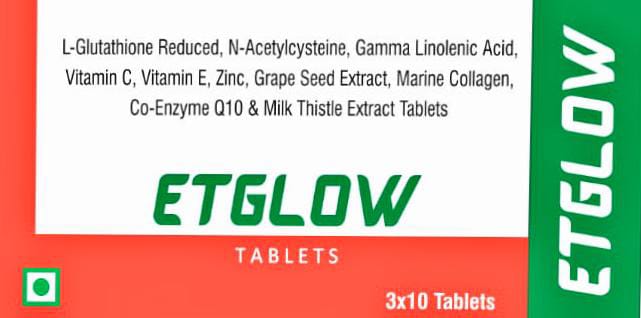 L-Glutathione Reduced, N-Acetylcysteine, Gamma Linolenic Acid,
Vitamin C, Vitamin E, Zinc, Grape Seed Extract, Marine Collagen,
Co-Enzyme Q10 & Milk Thistle Extract Tablets
ETGLOW
TABLETS
3x10 Tablets
ETGLOW